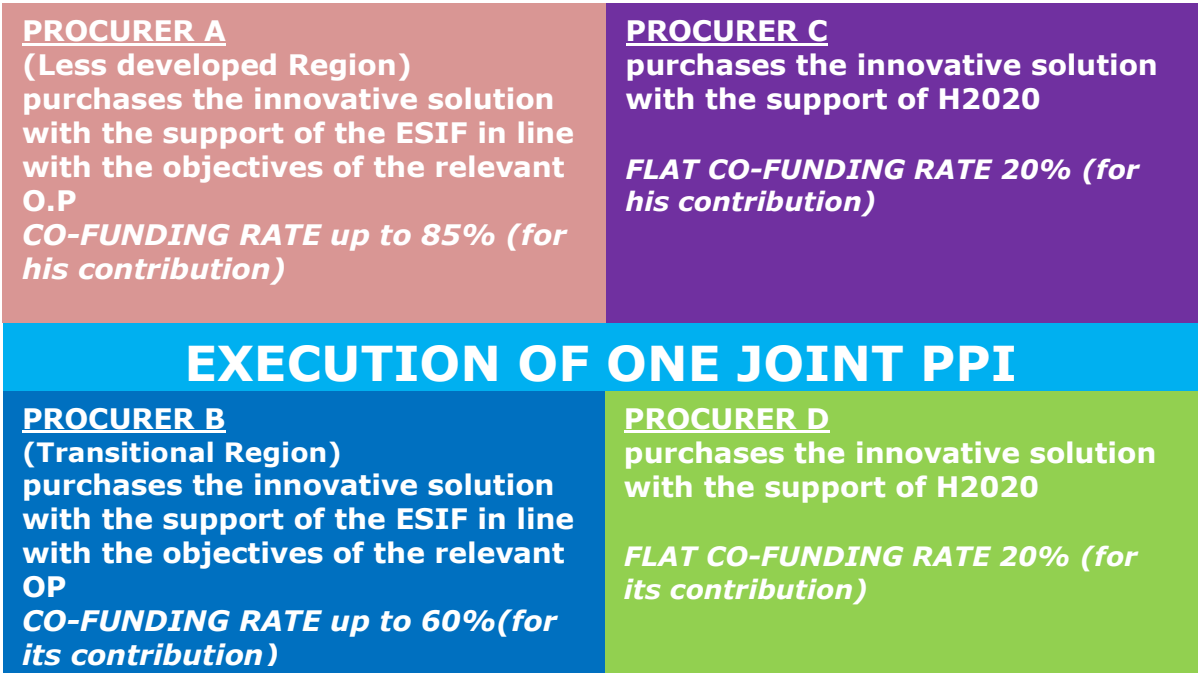 PROCURER A
(Less developed Region)
purchases the innovative solution
with the support of the ESIF in line
with the objectives of the relevant
O.P
CO-FUNDING RATE up to 85% (for
his contribution)
PROCURER C
purchases the innovative solution
with the support of H2020
FLAT CO-FUNDING RATE 20% (for
his contribution)
EXECUTION OF ONE JOINT PPI
PROCURER B
(Transitional Region)
purchases the innovative solution
with the support of the ESIF in line
with the objectives of the relevant
OP
CO-FUNDING RATE up to 60%(for
its contribution)
PROCURER D
purchases the innovative solution
with the support of H2020
FLAT CO-FUNDING RATE 20% (for
its contribution)